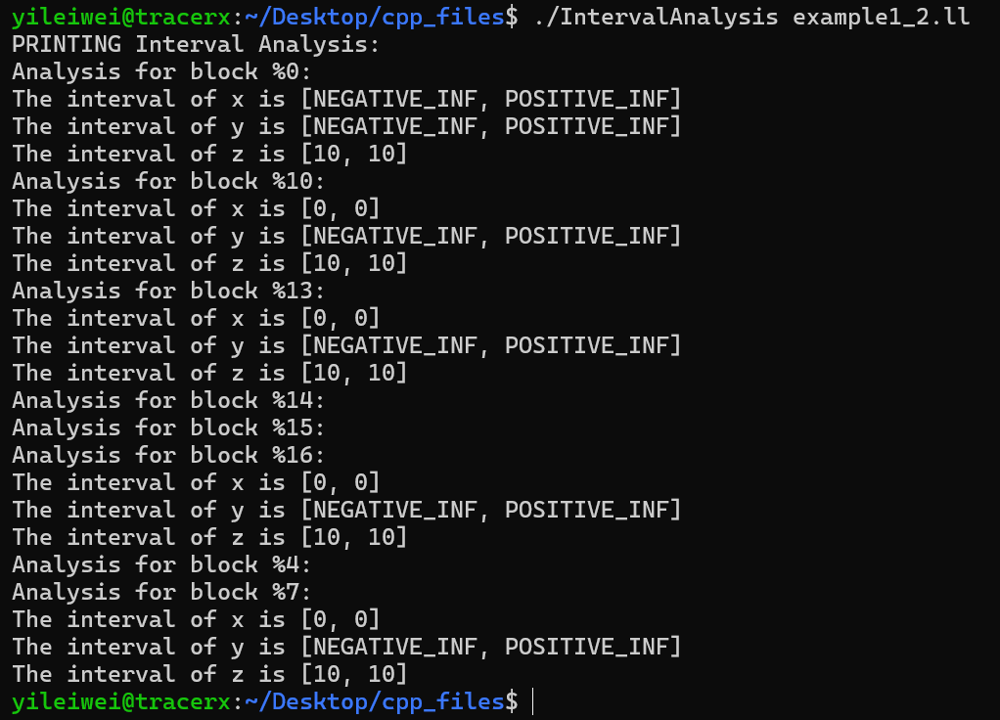 yileiwei@tracerx:~/Desktop/cpp_files$ ./IntervalAnalysis example1_2.ll
PRINTING Interval Analysis:
Analysis for block %0:
The interval of x is [NEGATIVE_INF, POSITIVE_INF]
The interval of y is [NEGATIVE_INF, POSITIVE_INF]
The interval of z is [10, 10]
Analysis for block %10:
The interval of x is [0, 0]
The interval of y is [NEGATIVE_INF, POSITIVE_INF]
The interval of z is [10, 10]
Analysis for block %13:
The interval of x is [0, 0]
The interval of y is [NEGATIVE_INF, POSITIVE_INF]
The interval of z is [10, 10]
Analysis for block %14:
Analysis for block %15:
Analysis for block %16:
The interval of x is [0, 0]
The interval of y is [NEGATIVE_INF, POSITIVE_INF]
The interval of z is [10, 10]
Analysis for block %4:
Analysis for block %7:
The interval of x is [0, 0]
The interval of y is [NEGATIVE_INF, POSITIVE_INF]
The interval of z is [10, 10]
yileiwei@tracerx:~/Desktop/cpp_files$